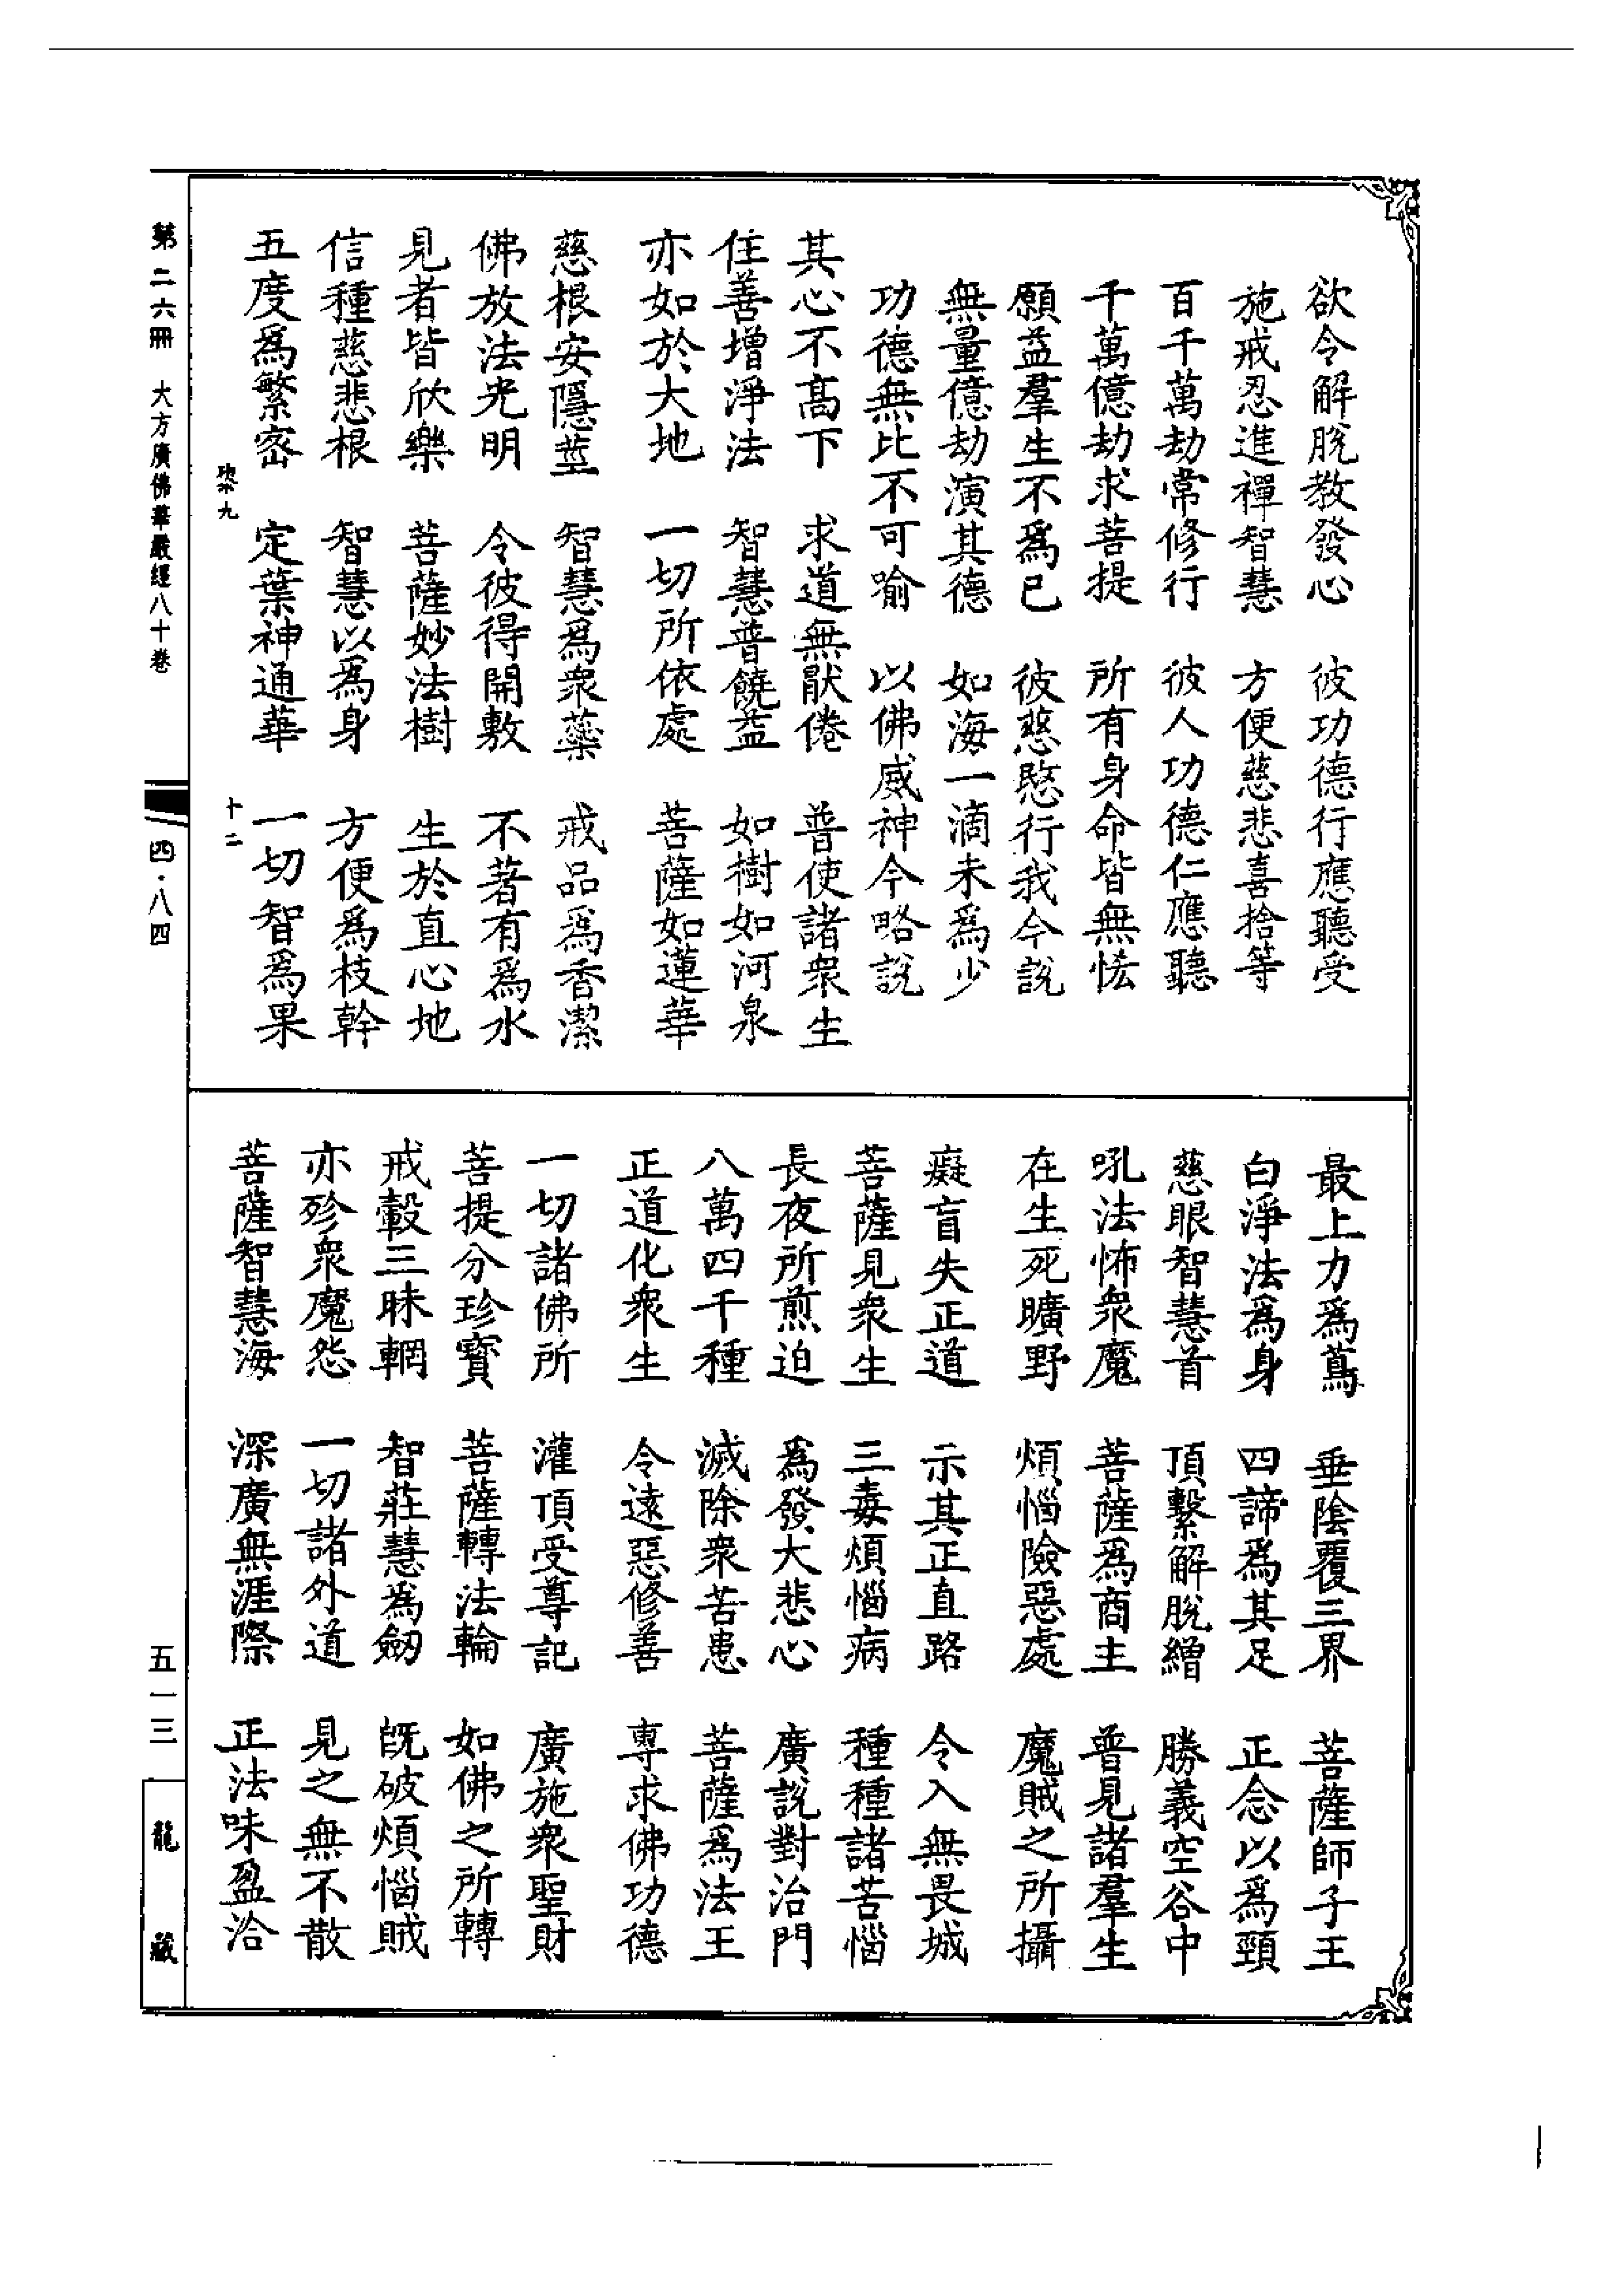 欲令解脫教發心　彼功德行應聽受
施戒忍進禪智慧　方便慈悲喜捨等
百千萬劫常修行　彼人功德仁應聽
千萬億劫求菩提　所有身命皆無恡
願益羣生不爲己　彼慈愍行我今說
無量億劫演其德　如海一滴未爲少
功德無比不可喻　以佛威神今略說
其心不高下　求道無厭倦　普使諸衆生
住善增淨法　智慧普饒益　如樹如河泉
亦如於大地　一切所依處　菩薩如蓮華
慈根安隱莖　智慧爲衆蘂　戒品爲香潔
佛放法光明　令彼得開敷　不著有爲水
見者皆欣樂　菩薩妙法樹　生於直心地
信種慈悲根　智慧以爲身　方便爲枝幹
五度爲繁密　定葉神通華　一切智爲果
最上力爲蔦　垂陰覆三界　菩薩師子王
白淨法爲身　四諦爲其足　正念以爲頸
慈眼智慧首　頂繫解脫繒　勝義空谷中
吼法怖衆魔　菩薩爲商主　普見諸羣生
在生死曠野　煩惱險惡處　魔賊之所攝
癡盲失正道　示其正直路　令入無畏城
菩薩見衆生　三毒煩惱病　種種諸苦惱
長夜所煎迫　爲發大悲心　廣說對治門
八萬四千種　滅除衆苦患　菩薩爲法王
正道化衆生　令遠惡修善　專求佛功德
一切諸佛所　灌頂受尊記　廣施衆聖財
菩提分珍寶　菩薩轉法輪　如佛之所轉
戒轂三昧輞　智莊慧爲劒　旣破煩惱賊
亦殄衆魔怨　一切諸外道　見之無不散
菩薩智慧海　深廣無涯際　正法味盈洽
九　十二
第二六冊　大方廣佛華嚴經八十卷
四·八四
五一三
龍藏